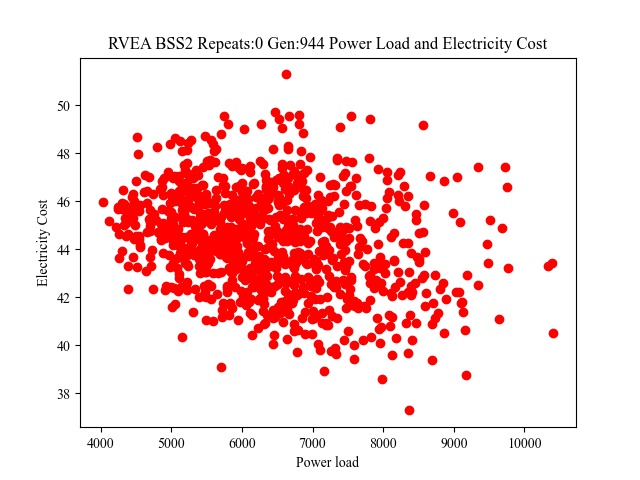 RVEA BSS2 Repeats:0 Gen:944 Power Load and Electricity Cost
50
48
46
44
42
40
38
Electricity Cost
4000 5000 6000 7000 8000 9000 10000
Power load